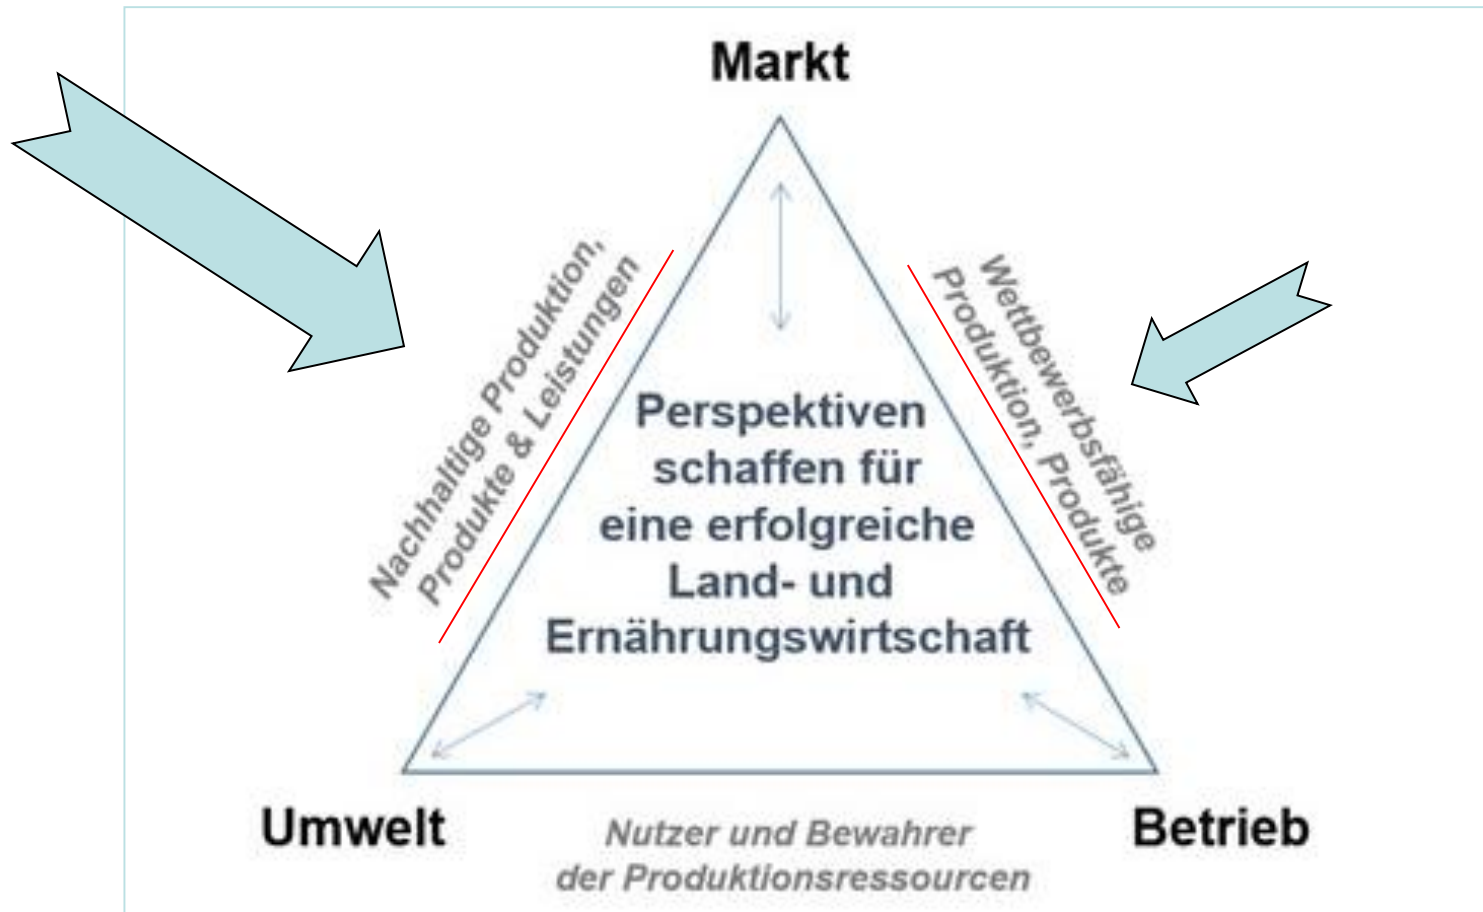 Markt
Nachhaltige Produktion,
Produkte & Leistungen
Wettbewerbsfähige
Produktion, Produkte
Perspektiven
schaffen für
eine erfolgreiche
Land- und
Ernährungswirtschaft
Umwelt
Nutzer und Bewahrer
der Produktionsressourcen
Betrieb